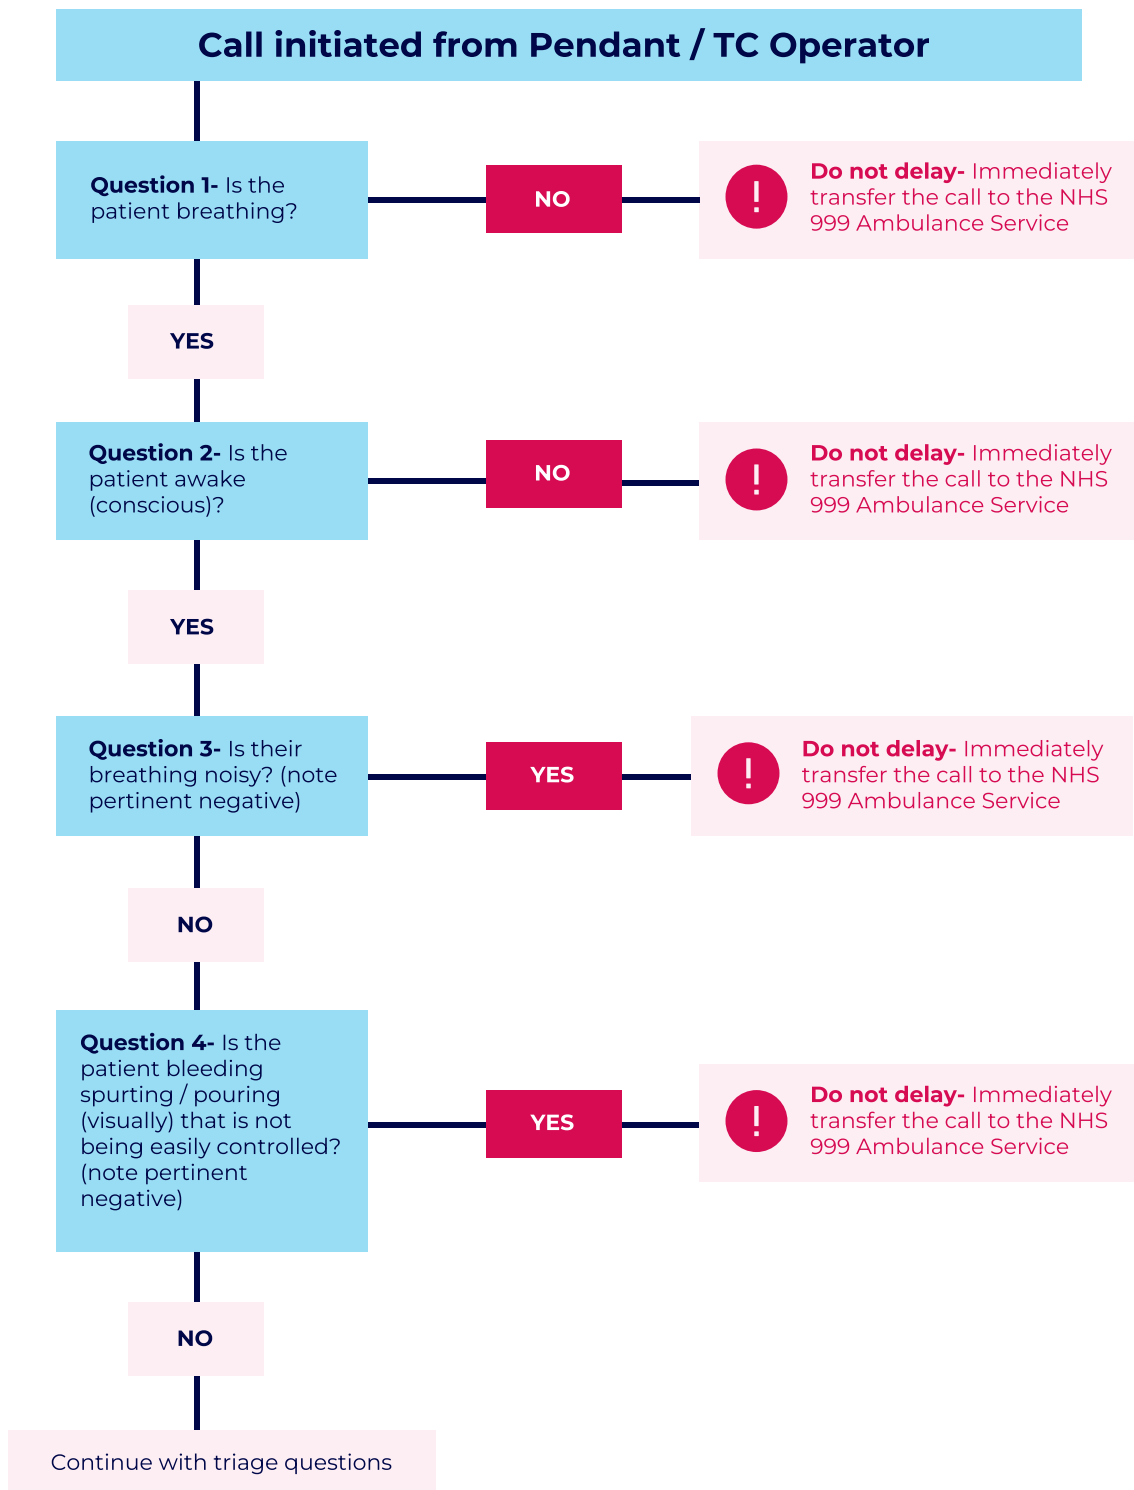 Call initiated from Pendant / TC Operator
Question 1- Is the
patient breathing?
NO
Do not delay- Immediately
transfer the call to the NHS
999 Ambulance Service
YES
Question 2- Is the
patient awake
(conscious)?
NO
Do not delay- Immediately
transfer the call to the NHS
999 Ambulance Service
YES
Question 3- Is their
breathing noisy? (note
pertinent negative)
YES
Do not delay- Immediately
transfer the call to the NHS
999 Ambulance Service
NO
Question 4- Is the
patient bleeding
spurting / pouring
(visually) that is not
being easily controlled?
(note pertinent
negative)
YES
Do not delay- Immediately
transfer the call to the NHS
999 Ambulance Service
NO
Continue with triage questions